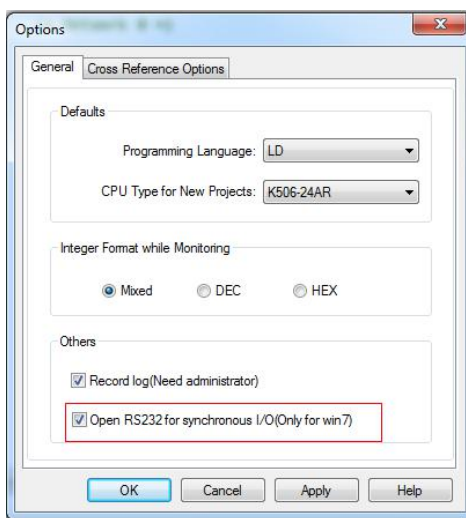 Options
General Cross Reference Options
Defaults
Programming Language: LD
CPU Type for New Projects: K506-24AR
Integer Format while Monitoring
Mixed DEC HEX
Others
Record log(Need administrator)
Open RS232 for synchronous I/O(Only for win7)
OK Cancel Apply Help